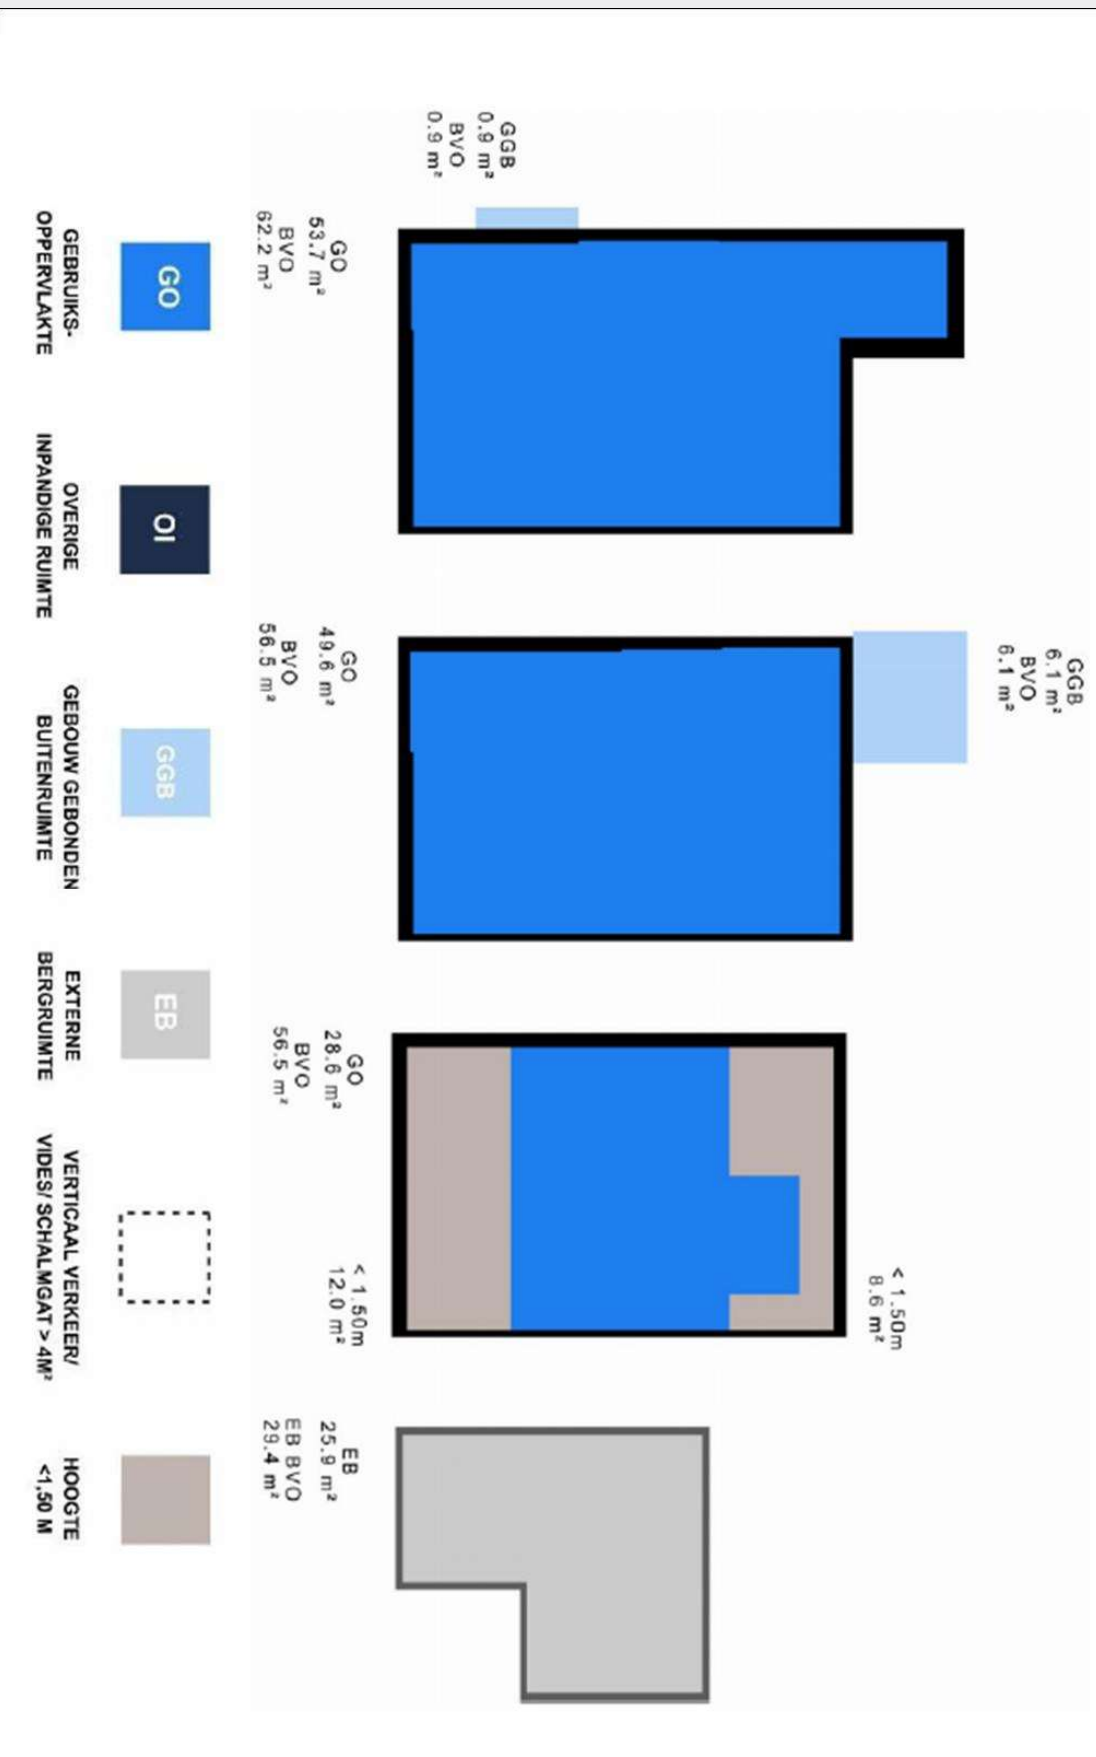 GGB
0.9 m²
BVO
0.9 m²
GO
53.7 m²
BVO
62.2 m²
GGB
6.1 m²
BVO
6.1 m²
GO
49.6 m²
BVO
56.5 m²
< 1.50m
8.6 m²
GO
28.6 m²
BVO
56.5 m²
< 1.50m
12.0 m²
EB
25.9 m²
EB BVO
29.4 m²
GO
GEBRUIKS-
OPPERVLAKTE
OI
OVERIGE
INPANDIGE RUIMTE
GGB
GEBOUW GEBONDEN
BUITENRUIMTE
EB
EXTERNE
BERGRUIMTE
VERTICAAL VERKEER/
VIDES/ SCHALMGAT > 4M²
HOOGTE
<1,50 M